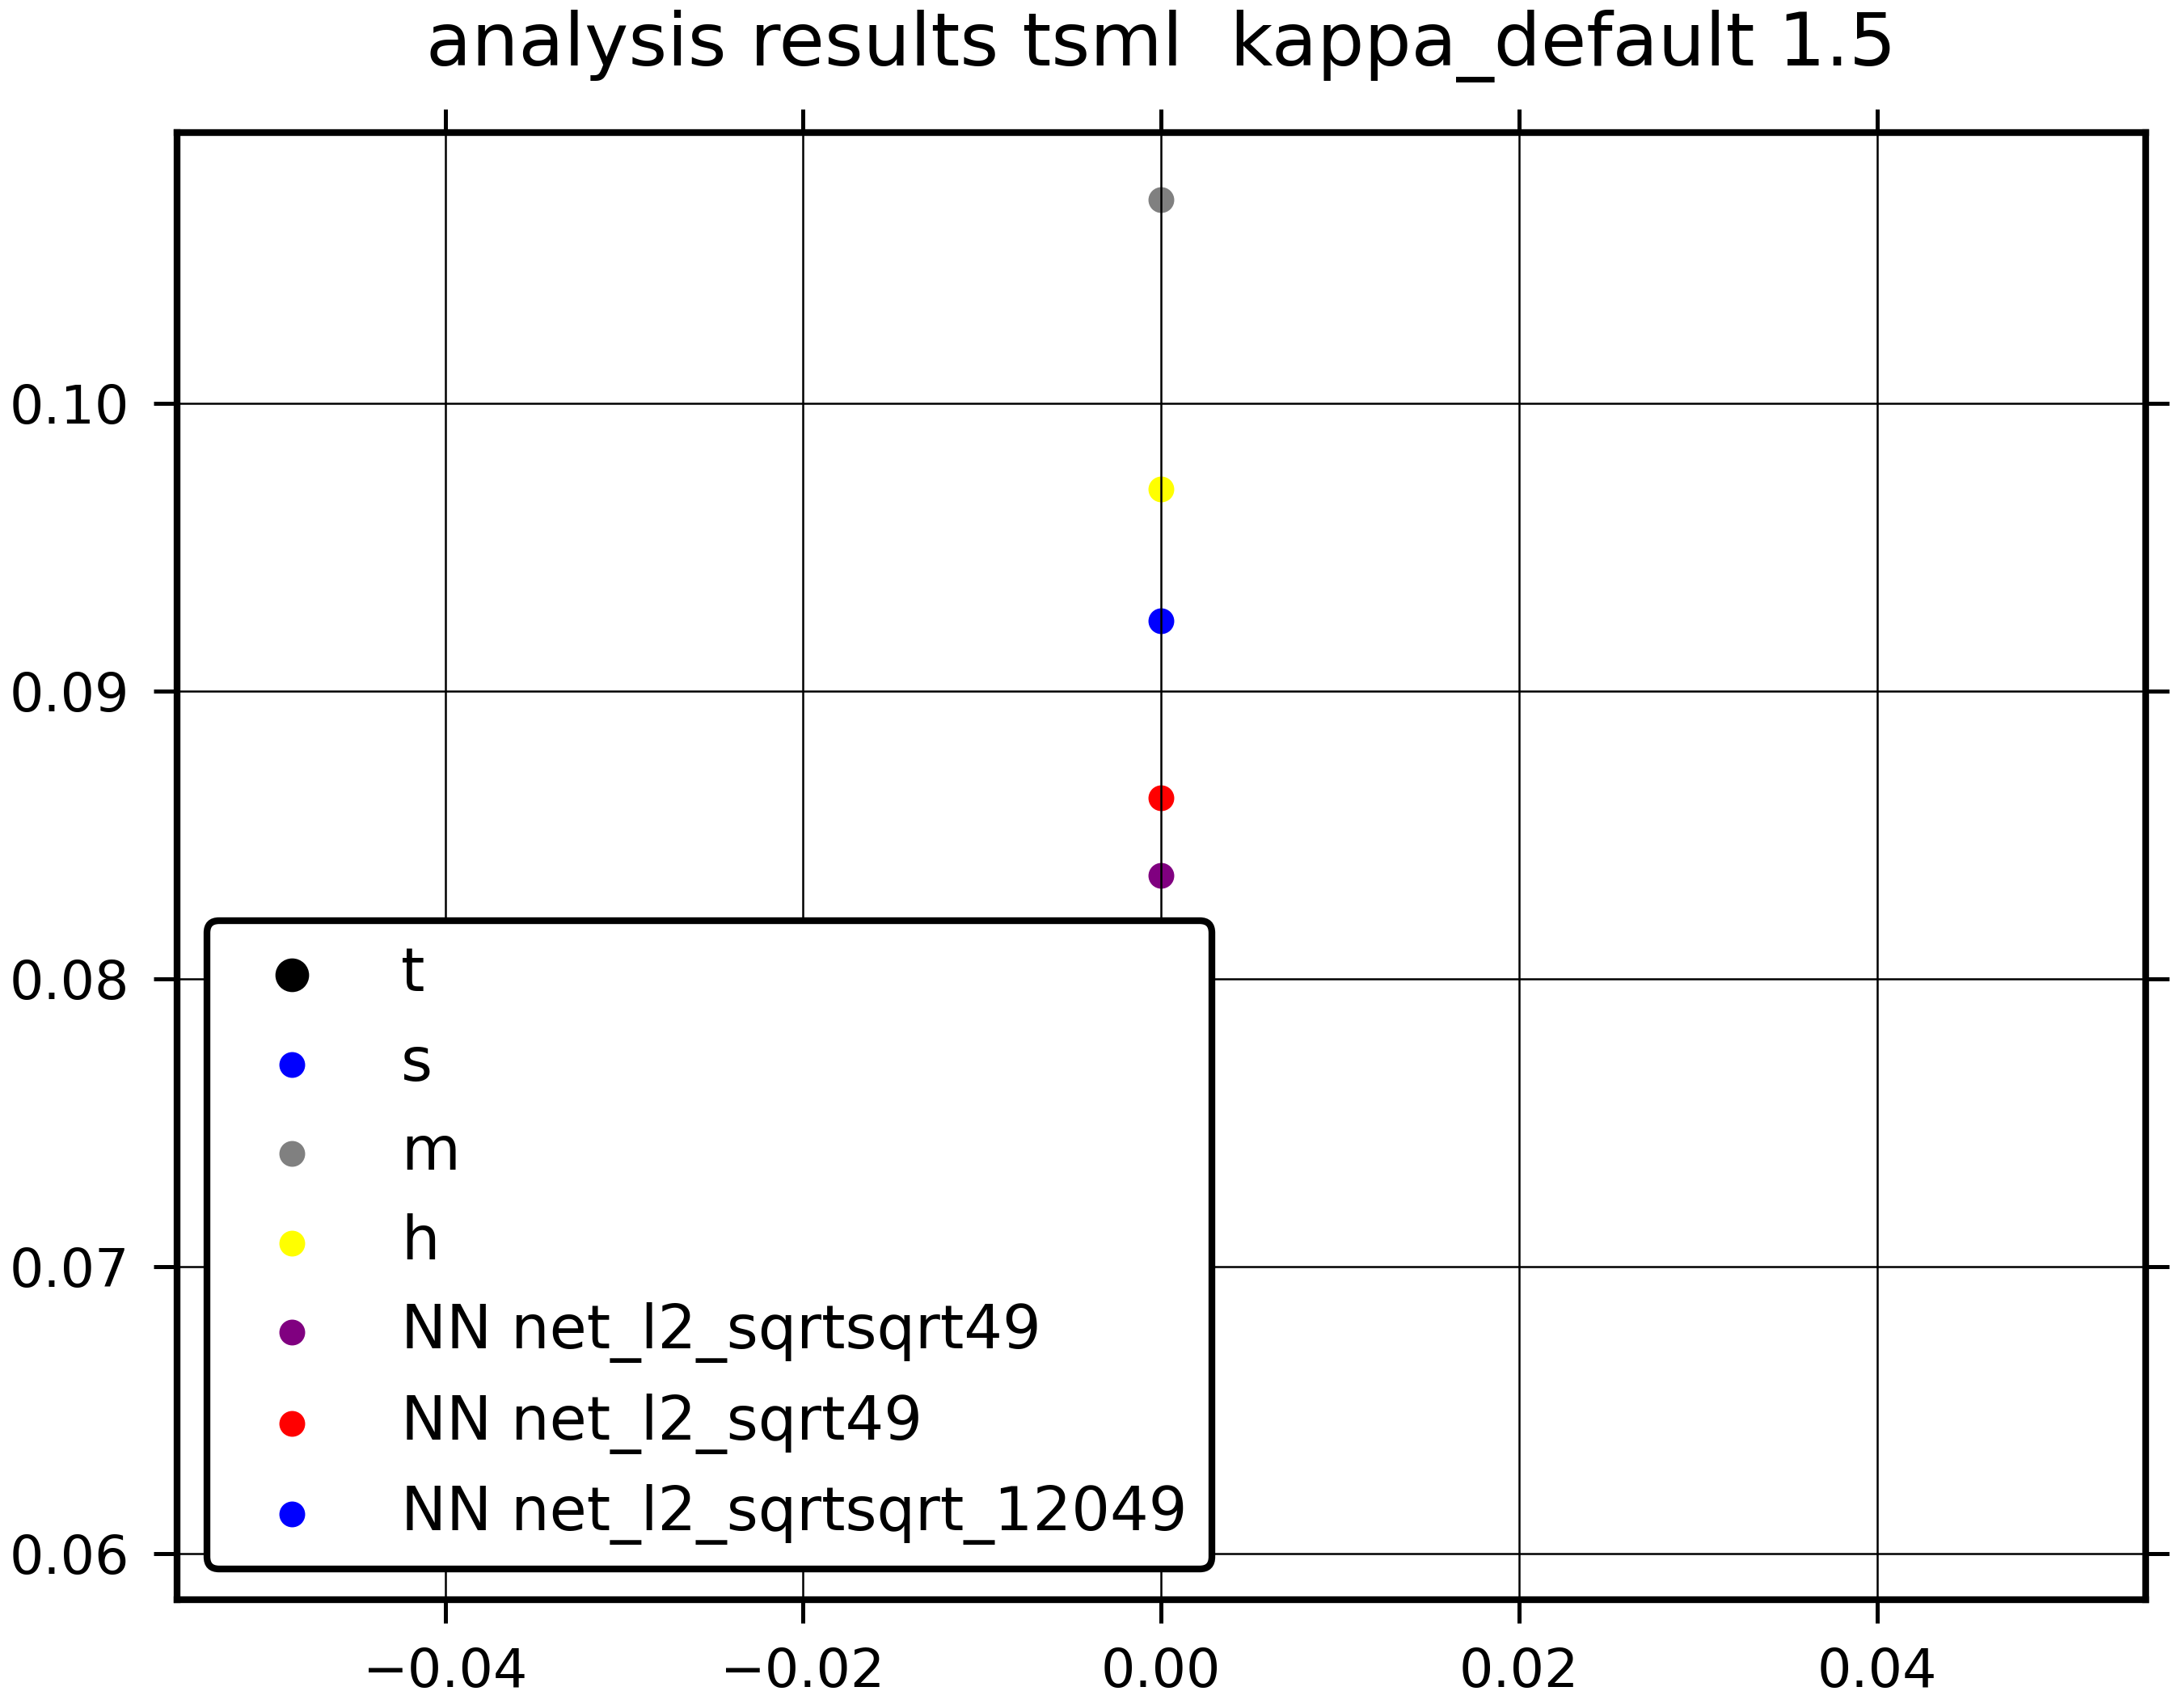 analysis results tsml  kappa_default 1.5
0.10
0.09
0.08
0.07
0.06
t
s
m
h
NN net_l2_sqrtsqrt49
NN net_l2_sqrt49
NN net_l2_sqrtsqrt_12049
−0.04
−0.02
0.00
0.02
0.04